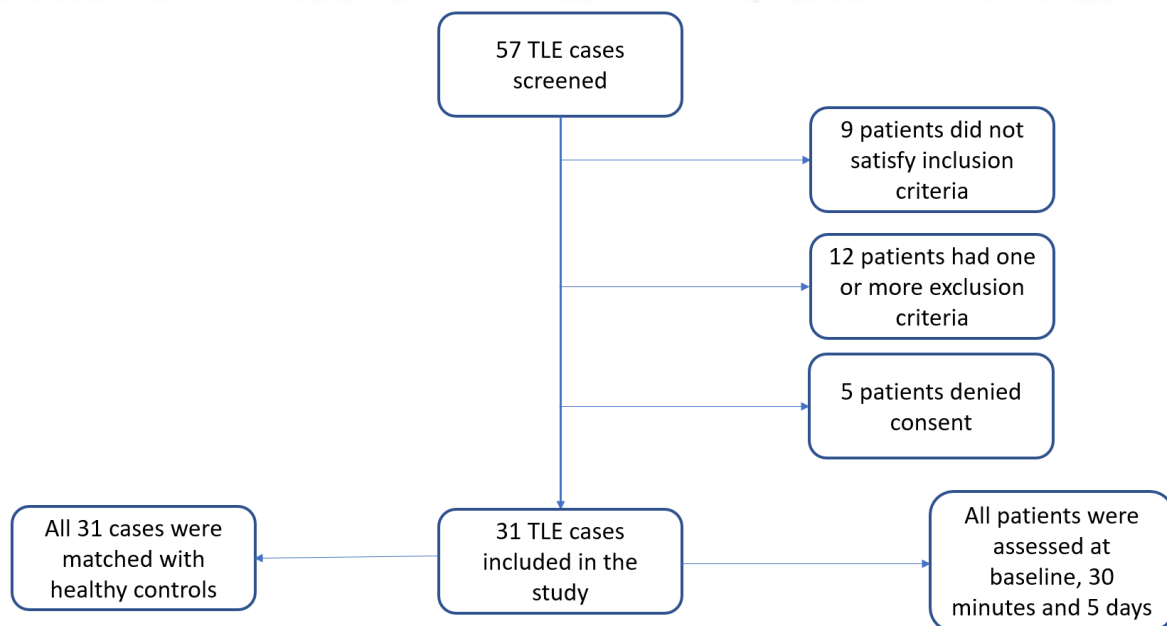 57 TLE cases
screened
9 patients did not
satisfy inclusion
criteria
12 patients had one
or more exclusion
criteria
5 patients denied
consent
All 31 cases were
matched with
healthy controls
31 TLE cases
included in the
study
All patients were
assessed at
baseline, 30
minutes and 5 days